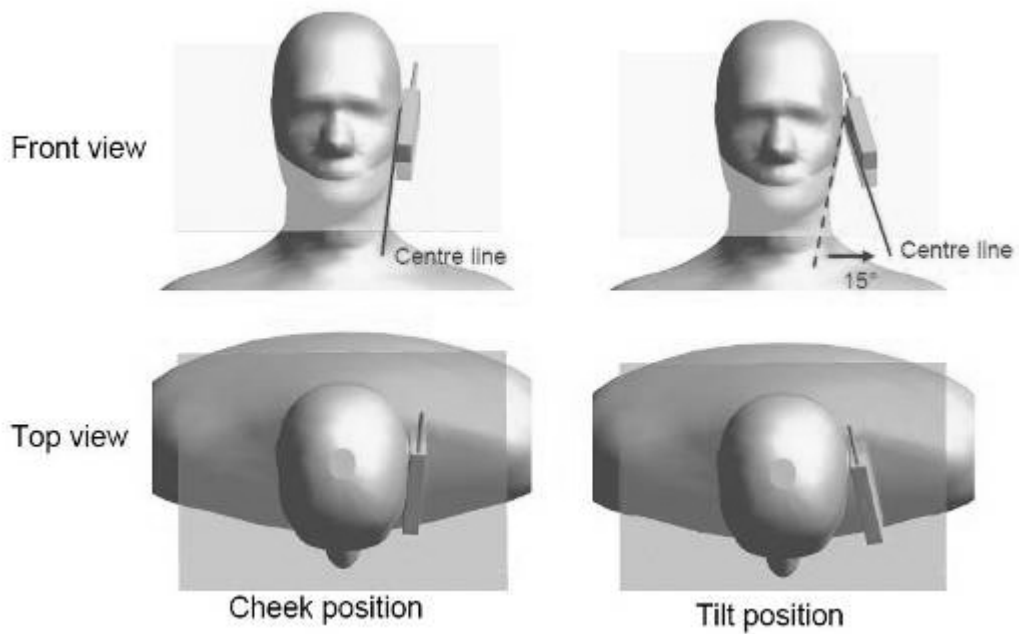 Front view
Centre line
Centre line
15°
Top view
Cheek position
Tilt position